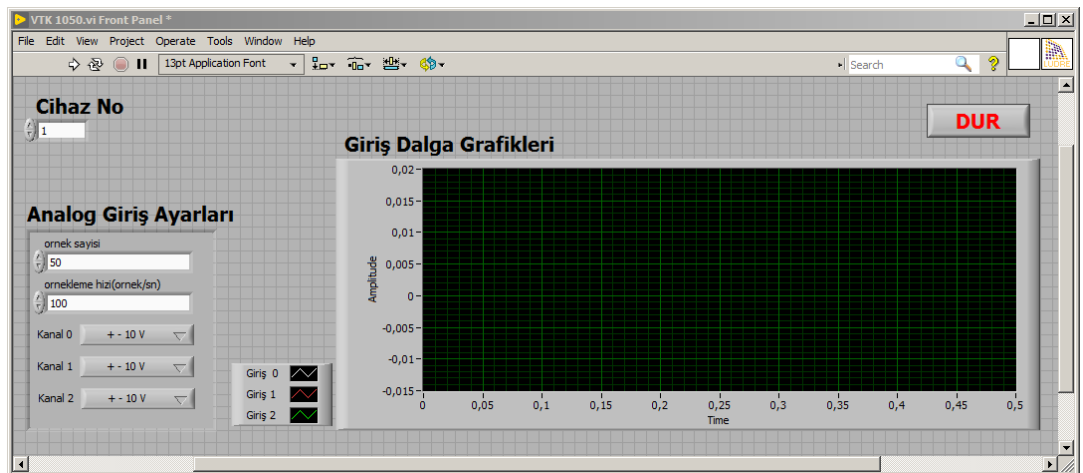 VTK 1050.vi Front Panel *
File Edit View Project Operate Tools Window Help
13pt Application Font
Search
LUDRE
Cihaz No
1
DUR
Giriş Dalga Grafikleri
Analog Giriş Ayarları
ornek sayisi
50
ornekleme hizi(ornek/sn)
100
Kanal 0 + - 10 V
Kanal 1 + - 10 V
Kanal 2 + - 10 V
Giriş 0
Giriş 1
Giriş 2
Amplitude
0,02
0,015
0,01
0,005
0
-0,005
-0,01
-0,015
0 0,05 0,1 0,15 0,2 0,25 0,3 0,35 0,4 0,45 0,5
Time